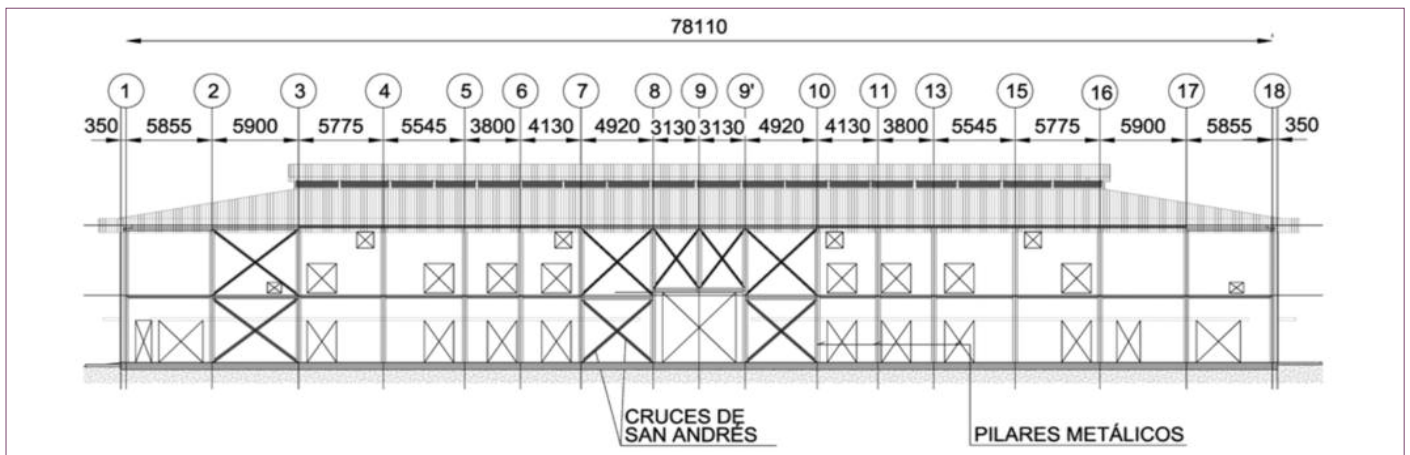 78110
1 2 3 4 5 6 7 8 9 9' 10 11 13 15 16 17 18
350 5855 5900 5775 5545 3800 4130 4920 3130 3130 4920 4130 3800 5545 5775 5900 5855 350
CRUCES DE
SAN ANDRÉS
PILARES METÁLICOS